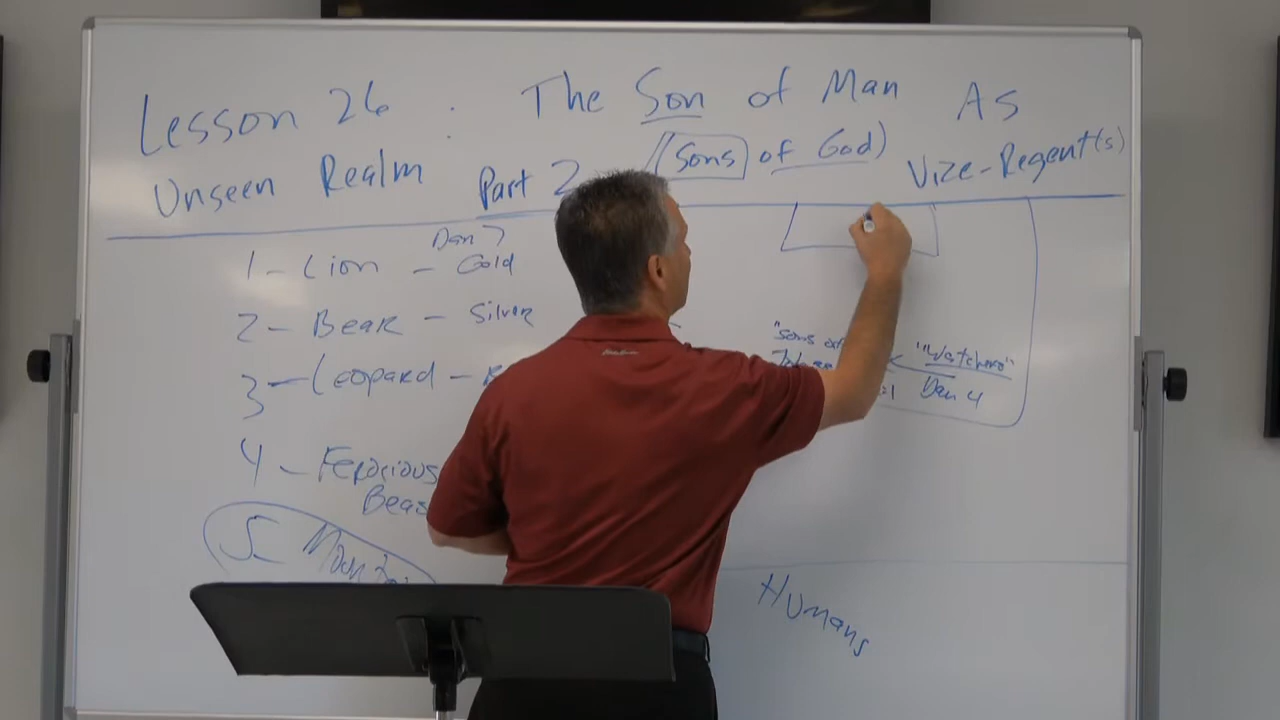 Lesson 26 : The Son of Man As
Unseen Realm Part 2 (Sons of God) Vize-Regent(s)
Dan 7
1 - Lion - Gold
2 - Bear - Silver
3 - Leopard -
4 - Ferocious
Beas
5
"sons of
"Watchers"
Dan 4
Humans